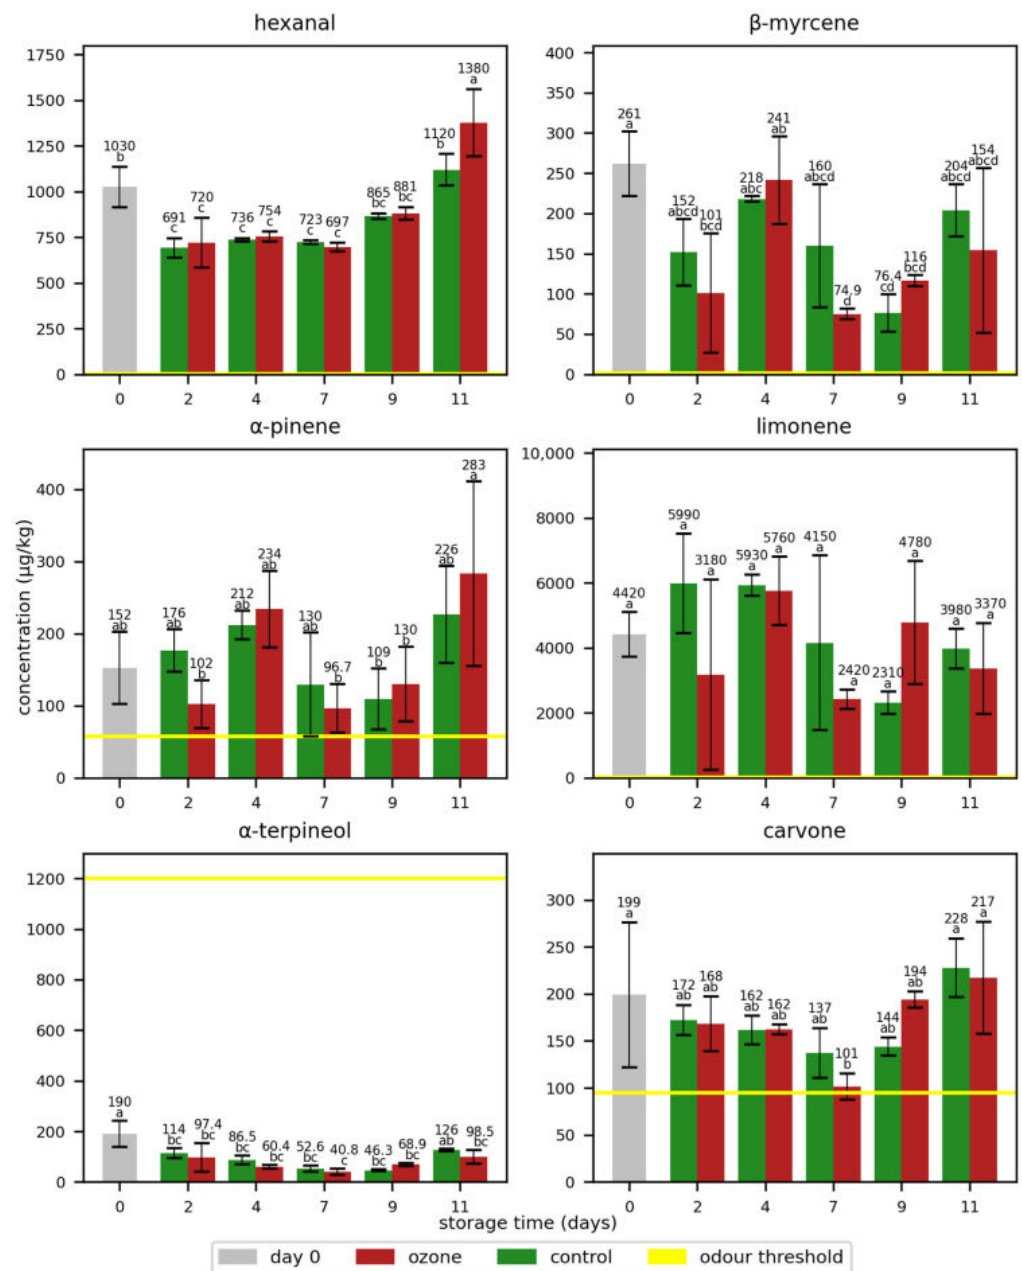 hexanal
1750
1500
1250
1000
750
500
250
0
1030
b
691
c
720
c
736
c
754
c
723
c
697
c
865
bc
881
bc
1120
b
1380
a
0 2 4 7 9 11
β-myrcene
400
350
300
250
200
150
100
50
0
261
a
152
abcd
101
bcd
218
abc
241
ab
160
abcd
74.9
d
76.4
cd
116
bcd
204
abcd
154
abcd
0 2 4 7 9 11
α-pinene
concentration (µg/kg)
400
300
200
100
0
152
ab
176
ab
102
b
212
ab
234
ab
130
ab
96.7
b
109
b
130
b
226
ab
283
a
0 2 4 7 9 11
limonene
10,000
8000
6000
4000
2000
0
4420
a
5990
a
3180
a
5930
a
5760
a
4150
a
2420
a
2310
a
4780
a
3980
a
3370
a
0 2 4 7 9 11
α-terpineol
1200
1000
800
600
400
200
0
190
a
114
bc
97.4
bc
86.5
bc
60.4
bc
52.6
bc
40.8
c
46.3
bc
68.9
bc
126
ab
98.5
bc
0 2 4 7 9 11
carvone
300
250
200
150
100
50
0
199
a
172
ab
168
ab
162
ab
162
ab
137
ab
101
b
144
ab
194
ab
228
a
217
a
0 2 4 7 9 11
storage time (days)
day 0 ozone control odour threshold